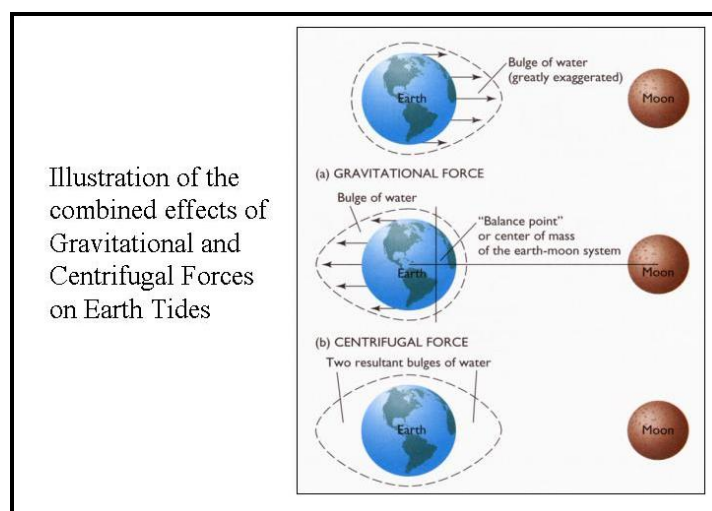 Illustration of the
combined effects of
Gravitational and
Centrifugal Forces
on Earth Tides
Bulge of water
(greatly exaggerated)
Earth
Moon
(a) GRAVITATIONAL FORCE
Bulge of water
"Balance point"
or center of mass
of the earth-moon system
Earth
Moon
(b) CENTRIFUGAL FORCE
Two resultant bulges of water
Earth
Moon